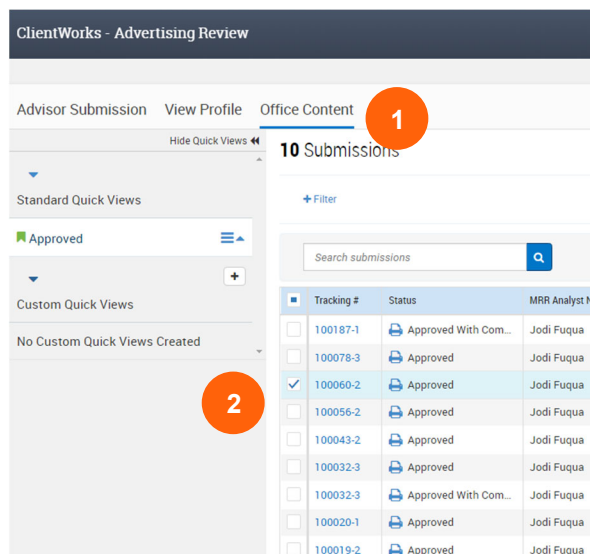 ClientWorks - Advertising Review
Advisor Submission View Profile Office Content
1
Hide Quick Views
10 Submissions
Standard Quick Views
+ Filter
Approved
Search submissions
+
Custom Quick Views
Tracking # Status MRR Analyst N
No Custom Quick Views Created
100187-1 Approved With Com... Jodi Fuqua
100078-3 Approved Jodi Fuqua
100060-2 Approved Jodi Fuqua
2
100056-2 Approved Jodi Fuqua
100043-2 Approved Jodi Fuqua
100032-3 Approved Jodi Fuqua
100032-3 Approved With Com... Jodi Fuqua
100020-1 Approved Jodi Fuqua
100019-2 Approved Jodi Fuqua